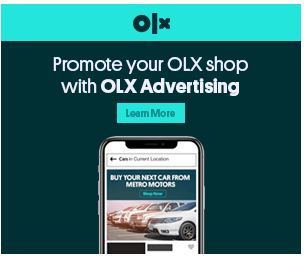 olx
Promote your OLX shop
with OLX Advertising
Learn More
← Cars in Current Location
BUY YOUR NEXT CAR FROM
METRO MOTORS
Shop Now